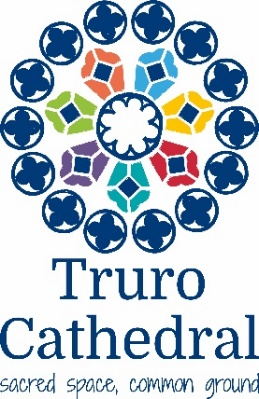 Truro
Cathedral
sacred space, common ground